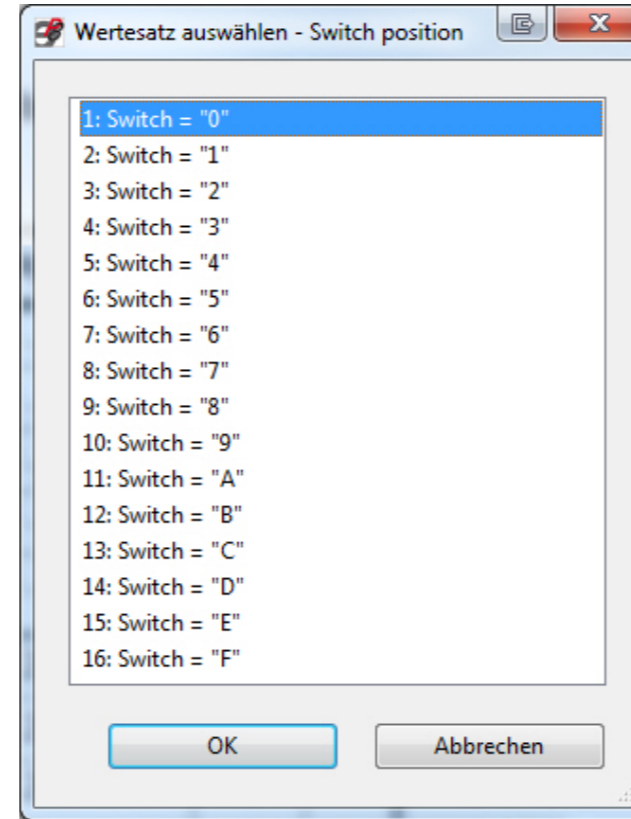 Wertesatz auswählen - Switch position
1: Switch = "0"
2: Switch = "1"
3: Switch = "2"
4: Switch = "3"
5: Switch = "4"
6: Switch = "5"
7: Switch = "6"
8: Switch = "7"
9: Switch = "8"
10: Switch = "9"
11: Switch = "A"
12: Switch = "B"
13: Switch = "C"
14: Switch = "D"
15: Switch = "E"
16: Switch = "F"
OK Abbrechen